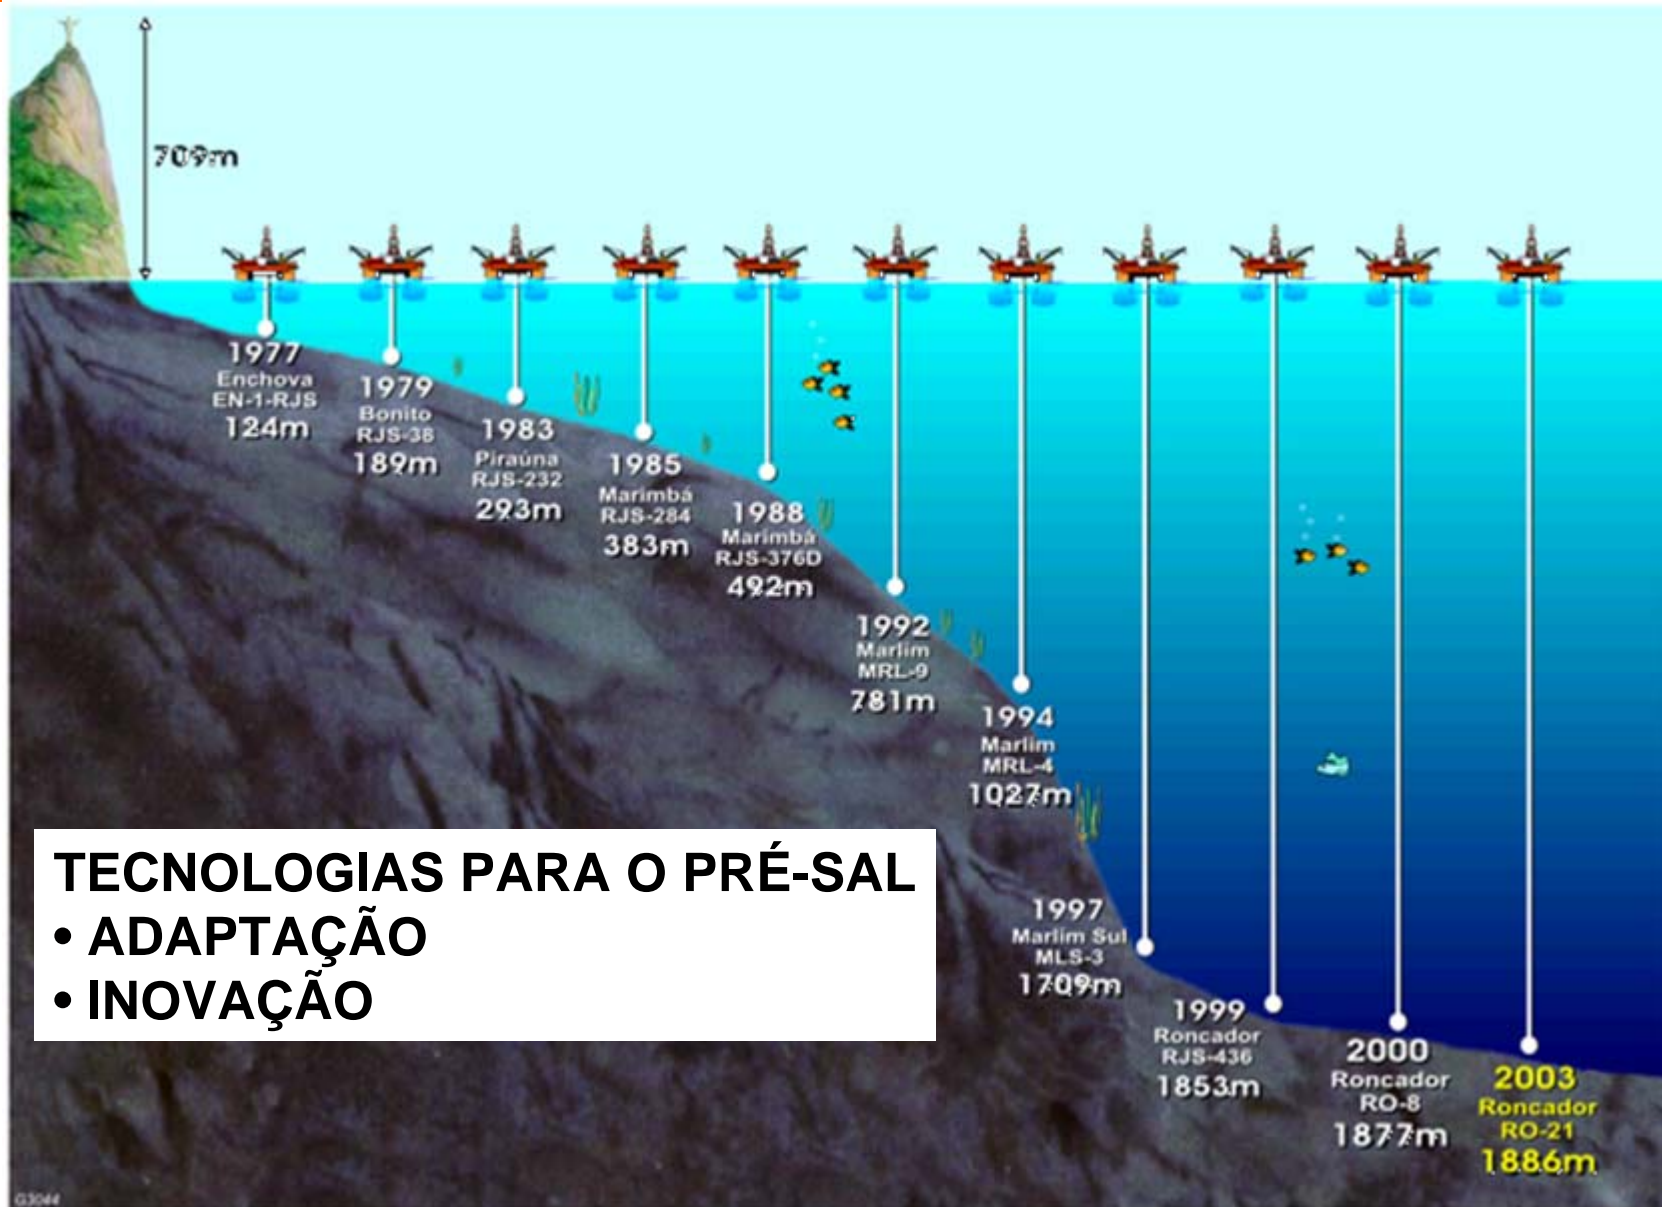 709m
1977
Enchova
EN-1-RJS
124m
1979
Bonito
RJS-38
189m
1983
Piraúna
RJS-232
293m
1985
Marimbá
RJS-284
383m
1988
Marimbá
RJS-376D
492m
1992
Marlim
MRL-9
781m
1994
Marlim
MRL-4
1027m
1997
Marlim Sul
MLS-3
1709m
1999
Roncador
RJS-436
1853m
2000
Roncador
RO-8
1877m
2003
Roncador
RO-21
1886m
TECNOLOGIAS PARA O PRÉ-SAL
• ADAPTAÇÃO
• INOVAÇÃO
G3044